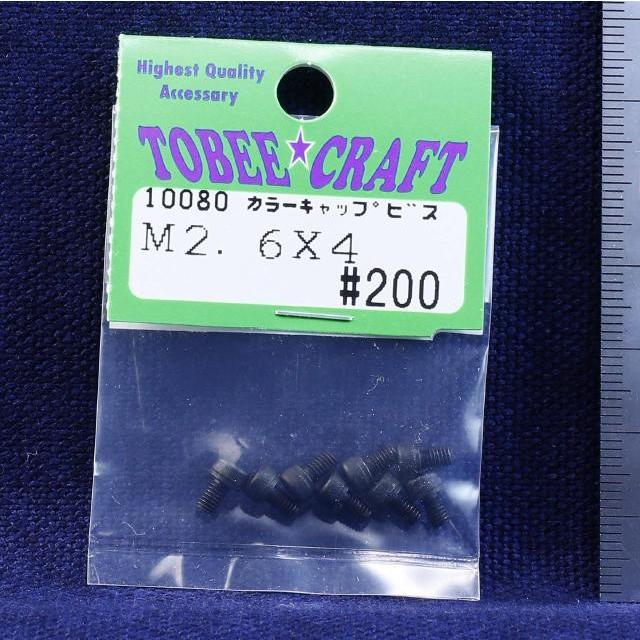 Highest Quality
Accessary
TOBEE★CRAFT
10080 カラーキャップビス
M2. 6X4
#200